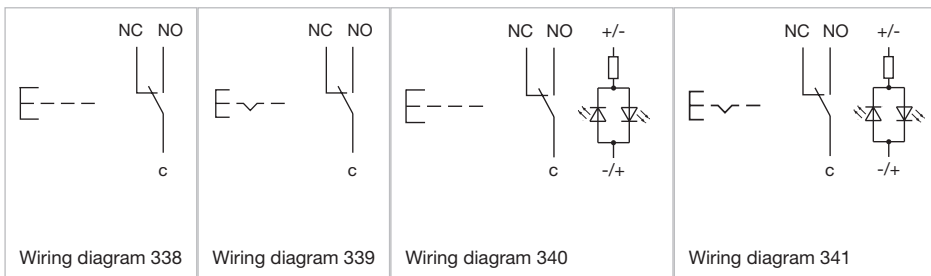 NC NO
c
Wiring diagram 338
NC NO
c
Wiring diagram 339
NC NO +/-
c -/+
Wiring diagram 340
NC NO +/-
c -/+
Wiring diagram 341